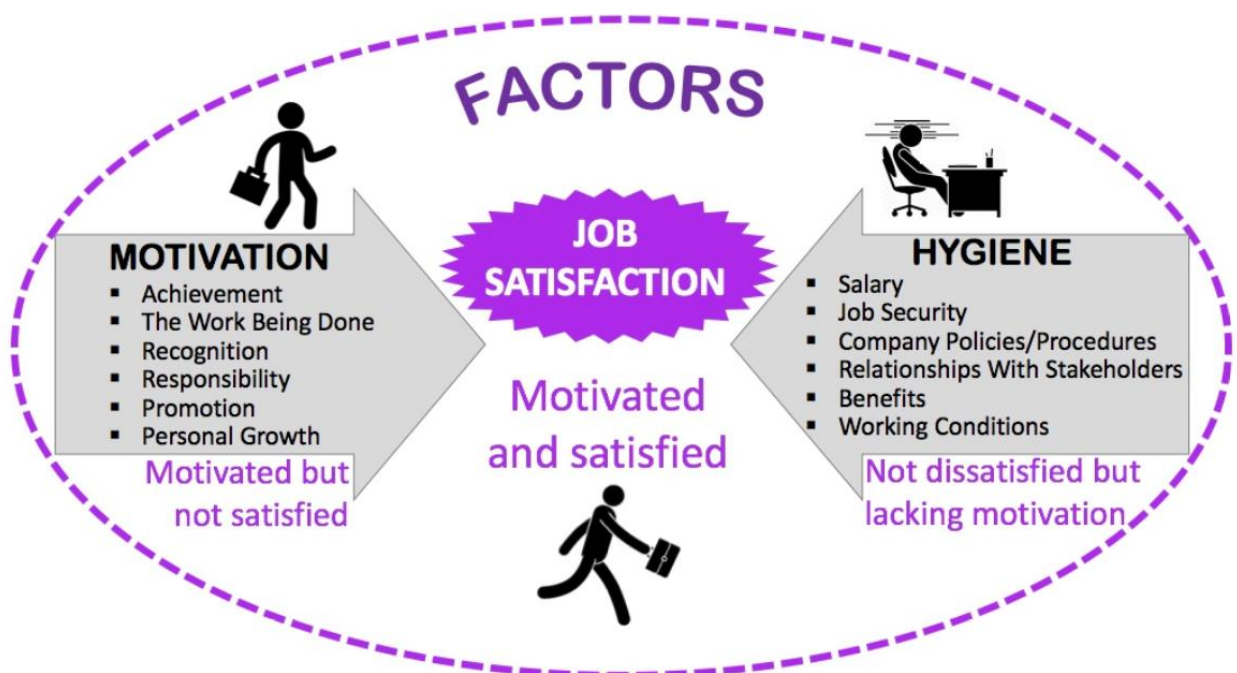 FACTORS
MOTIVATION
▪ Achievement
▪ The Work Being Done
▪ Recognition
▪ Responsibility
▪ Promotion
▪ Personal Growth
Motivated but
not satisfied
JOB
SATISFACTION
Motivated
and satisfied
HYGIENE
▪ Salary
▪ Job Security
▪ Company Policies/Procedures
▪ Relationships With Stakeholders
▪ Benefits
▪ Working Conditions
Not dissatisfied but
lacking motivation